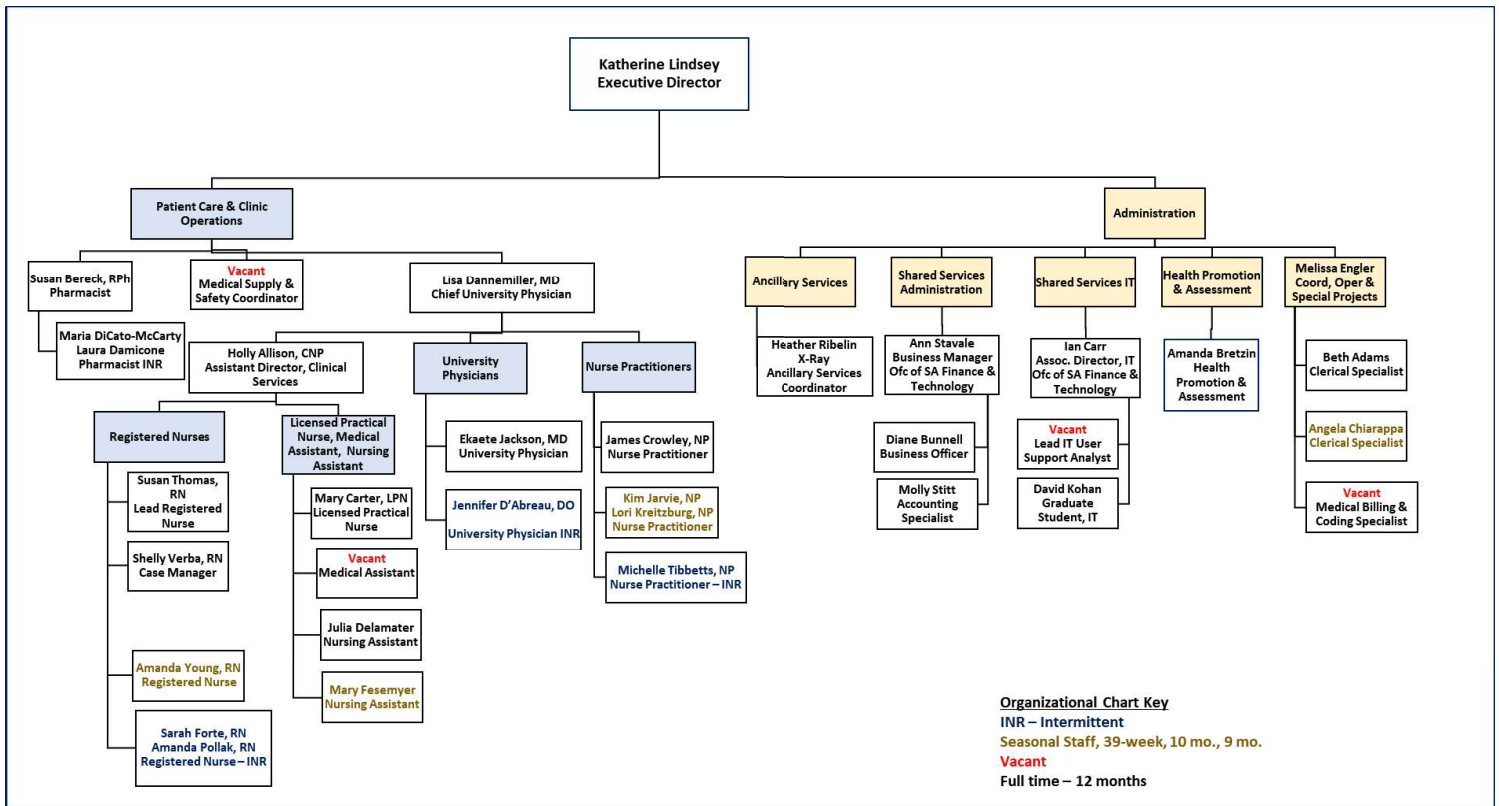 Katherine Lindsey
Executive Director
Patient Care & Clinic
Operations
Administration
Susan Bereck, RPh
Pharmacist
Maria DiCato-McCarty
Laura Damicone
Pharmacist INR
Vacant
Medical Supply &
Safety Coordinator
Lisa Dannemiller, MD
Chief University Physician
Holly Allison, CNP
Assistant Director, Clinical
Services
Registered Nurses
Susan Thomas,
RN
Lead Registered
Nurse
Shelly Verba, RN
Case Manager
Amanda Young, RN
Registered Nurse
Sarah Forte, RN
Amanda Pollak, RN
Registered Nurse – INR
Licensed Practical
Nurse, Medical
Assistant, Nursing
Assistant
Mary Carter, LPN
Licensed Practical
Nurse
Vacant
Medical Assistant
Julia Delamater
Nursing Assistant
Mary Fesemyer
Nursing Assistant
University
Physicians
Ekaete Jackson, MD
University Physician
Jennifer D’Abreau, DO
University Physician INR
Nurse Practitioners
James Crowley, NP
Nurse Practitioner
Kim Jarvie, NP
Lori Kreitzburg, NP
Nurse Practitioner
Michelle Tibbetts, NP
Nurse Practitioner – INR
Ancillary Services
Heather Ribelin
X-Ray
Ancillary Services
Coordinator
Shared Services
Administration
Ann Stavale
Business Manager
Ofc of SA Finance &
Technology
Diane Bunnell
Business Officer
Molly Stitt
Accounting
Specialist
Shared Services IT
Ian Carr
Assoc. Director, IT
Ofc of SA Finance &
Technology
Vacant
Lead IT User
Support Analyst
David Kohan
Graduate
Student, IT
Health Promotion
& Assessment
Amanda Bretzin
Health
Promotion &
Assessment
Melissa Engler
Coord, Oper &
Special Projects
Beth Adams
Clerical Specialist
Angela Chiarappa
Clerical Specialist
Vacant
Medical Billing &
Coding Specialist
Organizational Chart Key
INR – Intermittent
Seasonal Staff, 39-week, 10 mo., 9 mo.
Vacant
Full time – 12 months